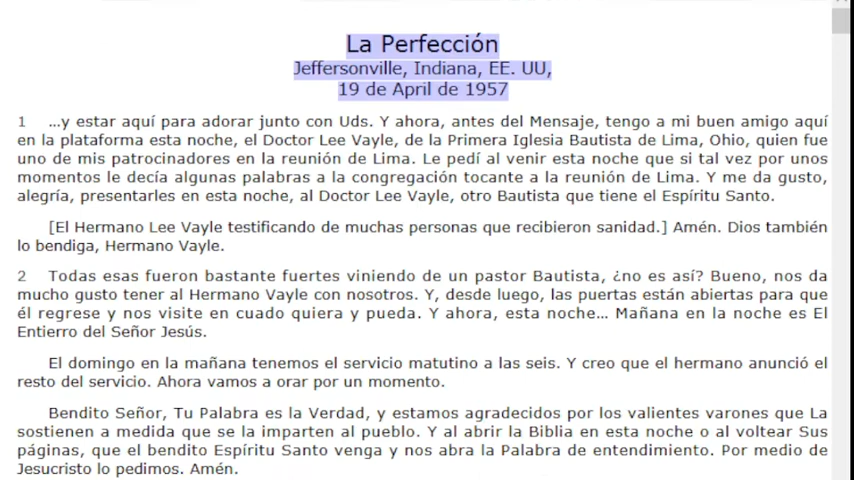 La Perfección
Jeffersonville, Indiana, EE. UU,
19 de April de 1957
1 …y estar aquí para adorar junto con Uds. Y ahora, antes del Mensaje, tengo a mi buen amigo aquí
en la plataforma esta noche, el Doctor Lee Vayle, de la Primera Iglesia Bautista de Lima, Ohio, quien fue
uno de mis patrocinadores en la reunión de Lima. Le pedí al venir esta noche que si tal vez por unos
momentos le decía algunas palabras a la congregación tocante a la reunión de Lima. Y me da gusto,
alegría, presentarles en esta noche, al Doctor Lee Vayle, otro Bautista que tiene el Espíritu Santo.
[El Hermano Lee Vayle testificando de muchas personas que recibieron sanidad.] Amén. Dios también
lo bendiga, Hermano Vayle.
2 Todas esas fueron bastante fuertes viniendo de un pastor Bautista, ¿no es así? Bueno, nos da
mucho gusto tener al Hermano Vayle con nosotros. Y, desde luego, las puertas están abiertas para que
él regrese y nos visite en cuado quiera y pueda. Y ahora, esta noche… Mañana en la noche es El
Entierro del Señor Jesús.
El domingo en la mañana tenemos el servicio matutino a las seis. Y creo que el hermano anunció el
resto del servicio. Ahora vamos a orar por un momento.
Bendito Señor, Tu Palabra es la Verdad, y estamos agradecidos por los valientes varones que La
sostienen a medida que se la imparten al pueblo. Y al abrir la Biblia en esta noche o al voltear Sus
páginas, que el bendito Espíritu Santo venga y nos abra la Palabra de entendimiento. Por medio de
Jesucristo lo pedimos. Amén.